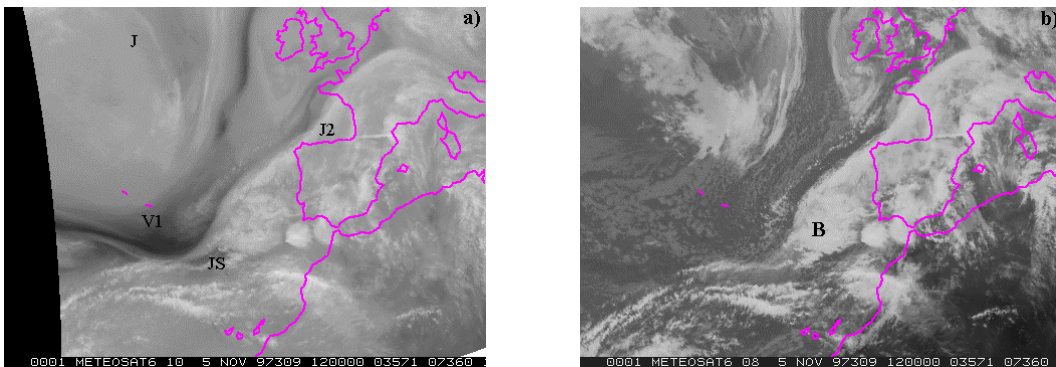 a)
J
J2
V1
JS
0001 METEOSAT6 10 5 NOV 97309 120000 03571 07360
b)
B
0001 METEOSAT6 08 5 NOV 97309 120000 03571 07360